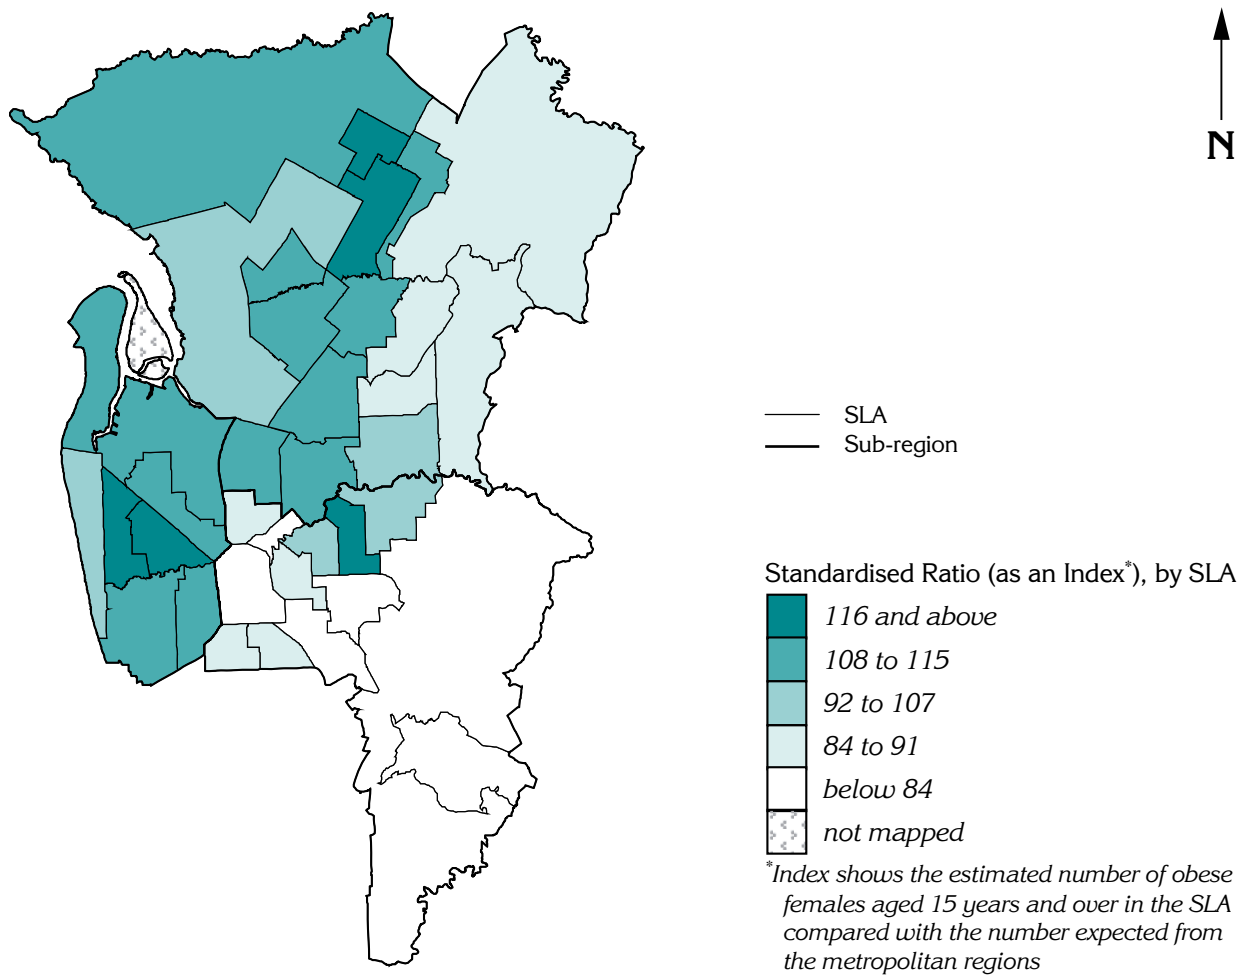 N
SLA
Sub-region
Standardised Ratio (as an Index*), by SLA
116 and above
108 to 115
92 to 107
84 to 91
below 84
not mapped
*Index shows the estimated number of obese
females aged 15 years and over in the SLA
compared with the number expected from
the metropolitan regions